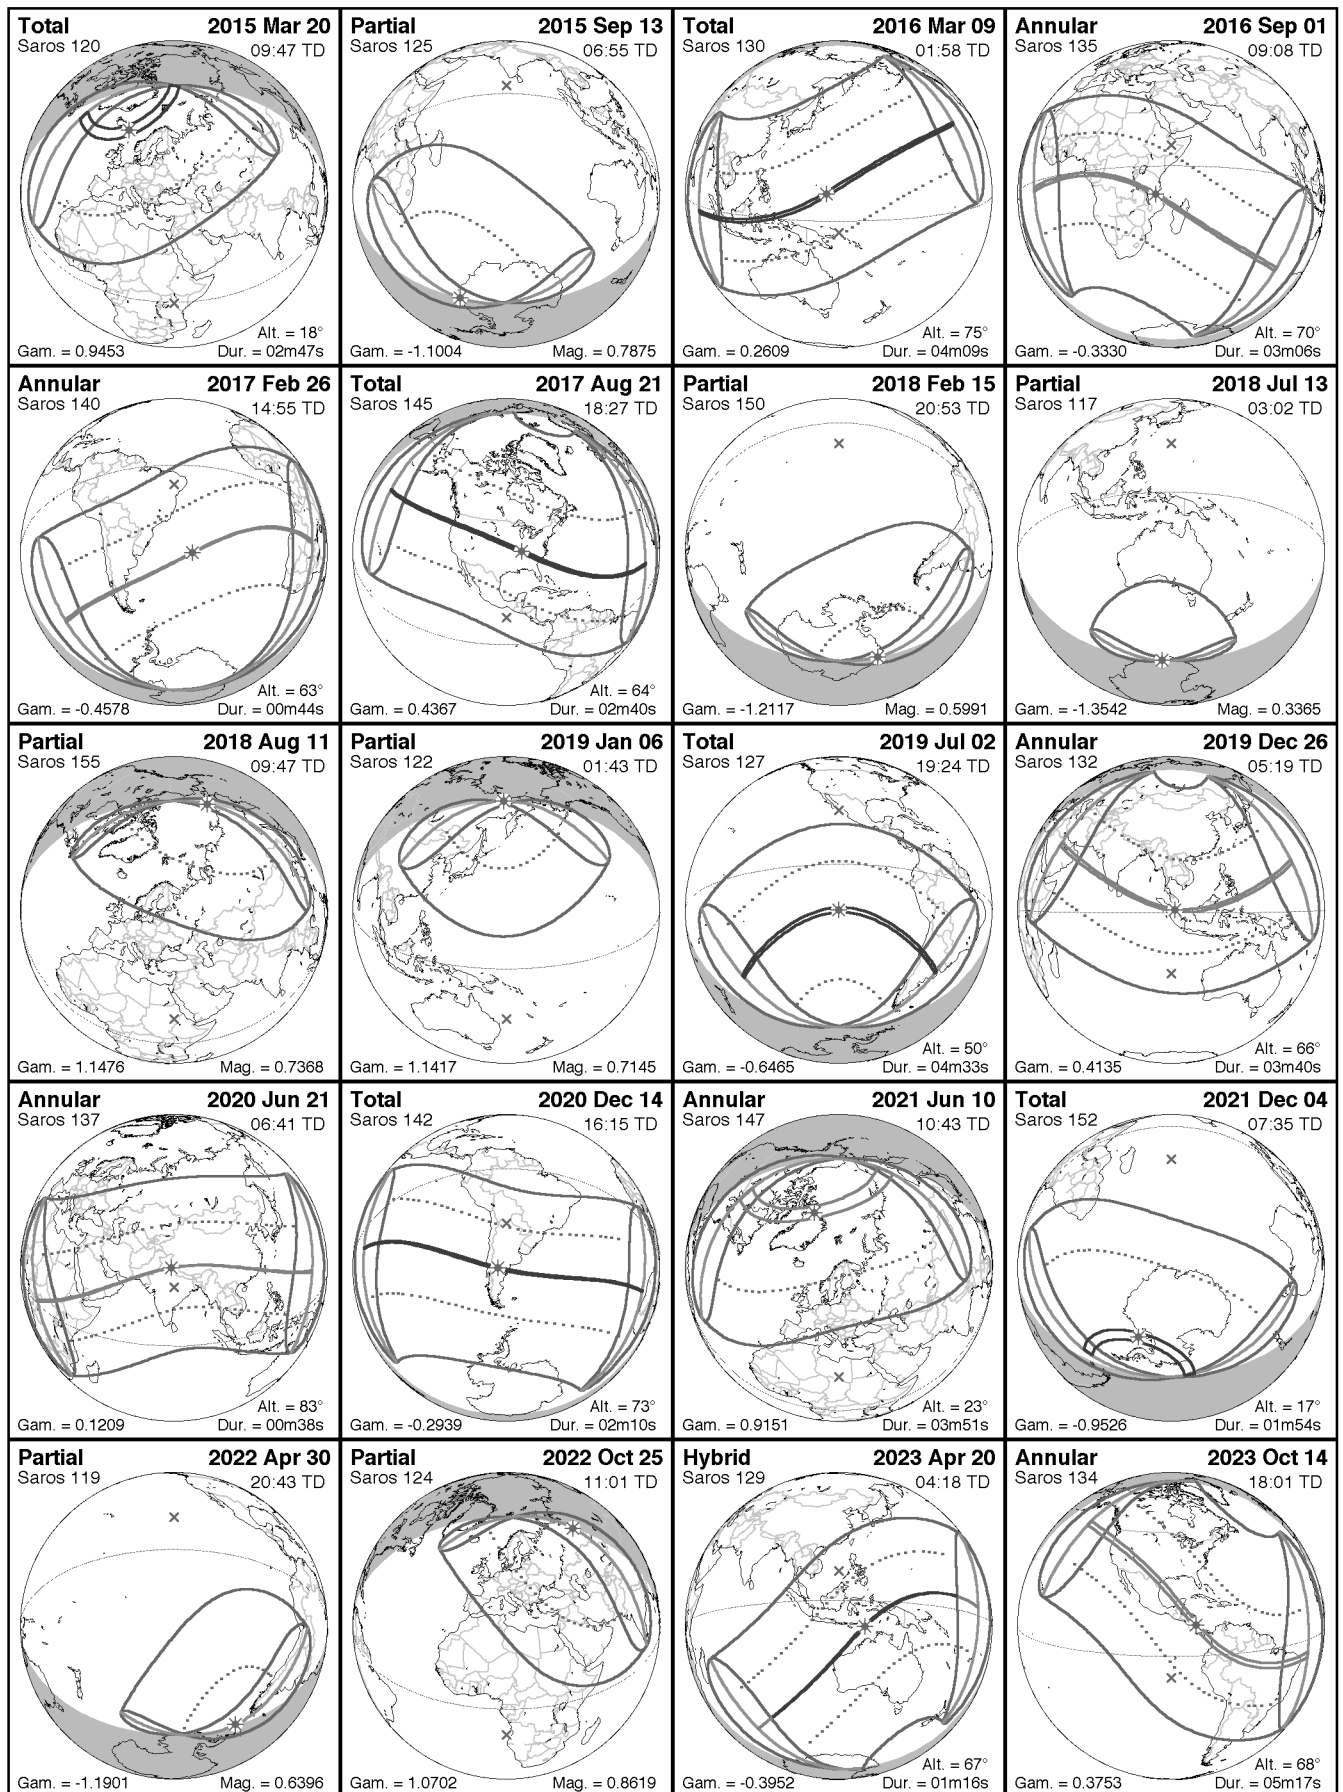 Total 2015 Mar 20
Saros 120 09:47 TD
Alt. = 18°
Gam. = 0.9453 Dur. = 02m47s
Partial 2015 Sep 13
Saros 125 06:55 TD
Gam. = -1.1004 Mag. = 0.7875
Total 2016 Mar 09
Saros 130 01:58 TD
Alt. = 75°
Gam. = 0.2609 Dur. = 04m09s
Annular 2016 Sep 01
Saros 135 09:08 TD
Alt. = 70°
Gam. = -0.3330 Dur. = 03m06s
Annular 2017 Feb 26
Saros 140 14:55 TD
Alt. = 63°
Gam. = -0.4578 Dur. = 00m44s
Total 2017 Aug 21
Saros 145 18:27 TD
Alt. = 64°
Gam. = 0.4367 Dur. = 02m40s
Partial 2018 Feb 15
Saros 150 20:53 TD
Gam. = -1.2117 Mag. = 0.5991
Partial 2018 Jul 13
Saros 117 03:02 TD
Gam. = -1.3542 Mag. = 0.3365
Partial 2018 Aug 11
Saros 155 09:47 TD
Gam. = 1.1476 Mag. = 0.7368
Partial 2019 Jan 06
Saros 122 01:43 TD
Gam. = 1.1417 Mag. = 0.7145
Total 2019 Jul 02
Saros 127 19:24 TD
Alt. = 50°
Gam. = -0.6465 Dur. = 04m33s
Annular 2019 Dec 26
Saros 132 05:19 TD
Alt. = 66°
Gam. = 0.4135 Dur. = 03m40s
Annular 2020 Jun 21
Saros 137 06:41 TD
Alt. = 83°
Gam. = 0.1209 Dur. = 00m38s
Total 2020 Dec 14
Saros 142 16:15 TD
Alt. = 73°
Gam. = -0.2939 Dur. = 02m10s
Annular 2021 Jun 10
Saros 147 10:43 TD
Alt. = 23°
Gam. = 0.9151 Dur. = 03m51s
Total 2021 Dec 04
Saros 152 07:35 TD
Alt. = 17°
Gam. = -0.9526 Dur. = 01m54s
Partial 2022 Apr 30
Saros 119 20:43 TD
Gam. = -1.1901 Mag. = 0.6396
Partial 2022 Oct 25
Saros 124 11:01 TD
Gam. = 1.0702 Mag. = 0.8619
Hybrid 2023 Apr 20
Saros 129 04:18 TD
Alt. = 67°
Gam. = -0.3952 Dur. = 01m16s
Annular 2023 Oct 14
Saros 134 18:01 TD
Alt. = 68°
Gam. = 0.3753 Dur. = 05m17s